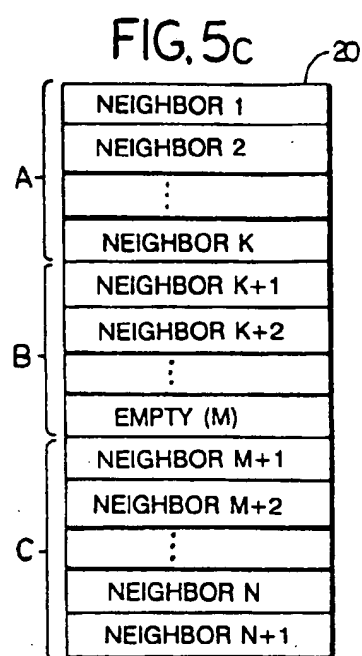 FIG. 5C
20
A
NEIGHBOR 1
NEIGHBOR 2
⋮
NEIGHBOR K
B
NEIGHBOR K+1
NEIGHBOR K+2
⋮
EMPTY (M)
C
NEIGHBOR M+1
NEIGHBOR M+2
⋮
NEIGHBOR N
NEIGHBOR N+1